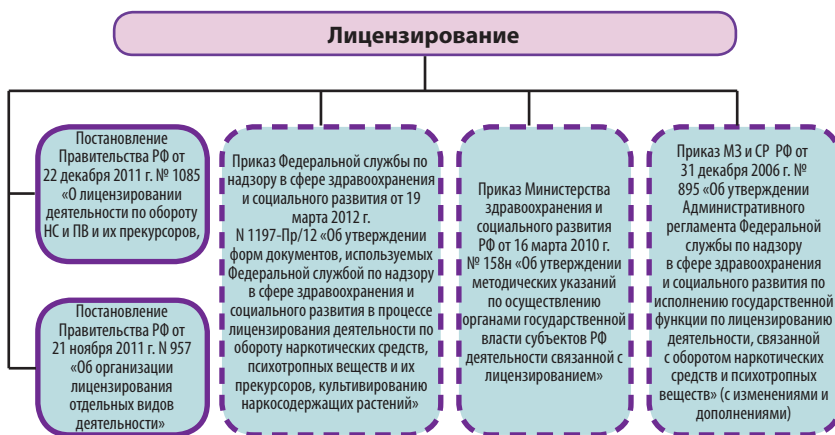 Лицензирование
Постановление
Правительства РФ от
22 декабря 2011 г. № 1085
«О лицензировании
деятельности по обороту
НС и ПВ и их прекурсоров,
Постановление
Правительства РФ от
21 ноября 2011 г. N 957
«Об организации
лицензирования
отдельных видов
деятельности»
Приказ Федеральной службы по
надзору в сфере здравоохранения
и социального развития от 19
марта 2012 г.
N 1197-Пр/12 «Об утверждении
форм документов, используемых
Федеральной службой по надзору
в сфере здравоохранения и
социального развития в процессе
лицензирования деятельности по
обороту наркотических средств,
психотропных веществ и их
прекурсоров, культивированию
наркосодержащих растений»
Приказ Министерства
здравоохранения и
социального развития
РФ от 16 марта 2010 г.
№ 158н «Об утверждении
методических указаний
по осуществлению
органами государственной
власти субъектов РФ
деятельности связанной с
лицензированием»
Приказ МЗ и СР РФ от
31 декабря 2006 г. №
895 «Об утверждении
Административного
регламента Федеральной
службы по надзору
в сфере здравоохранения
и социального развития по
исполнению государственной
функции по лицензированию
деятельности, связанной
с оборотом наркотических
средств и психотропных
веществ» (с изменениями и
дополнениями)